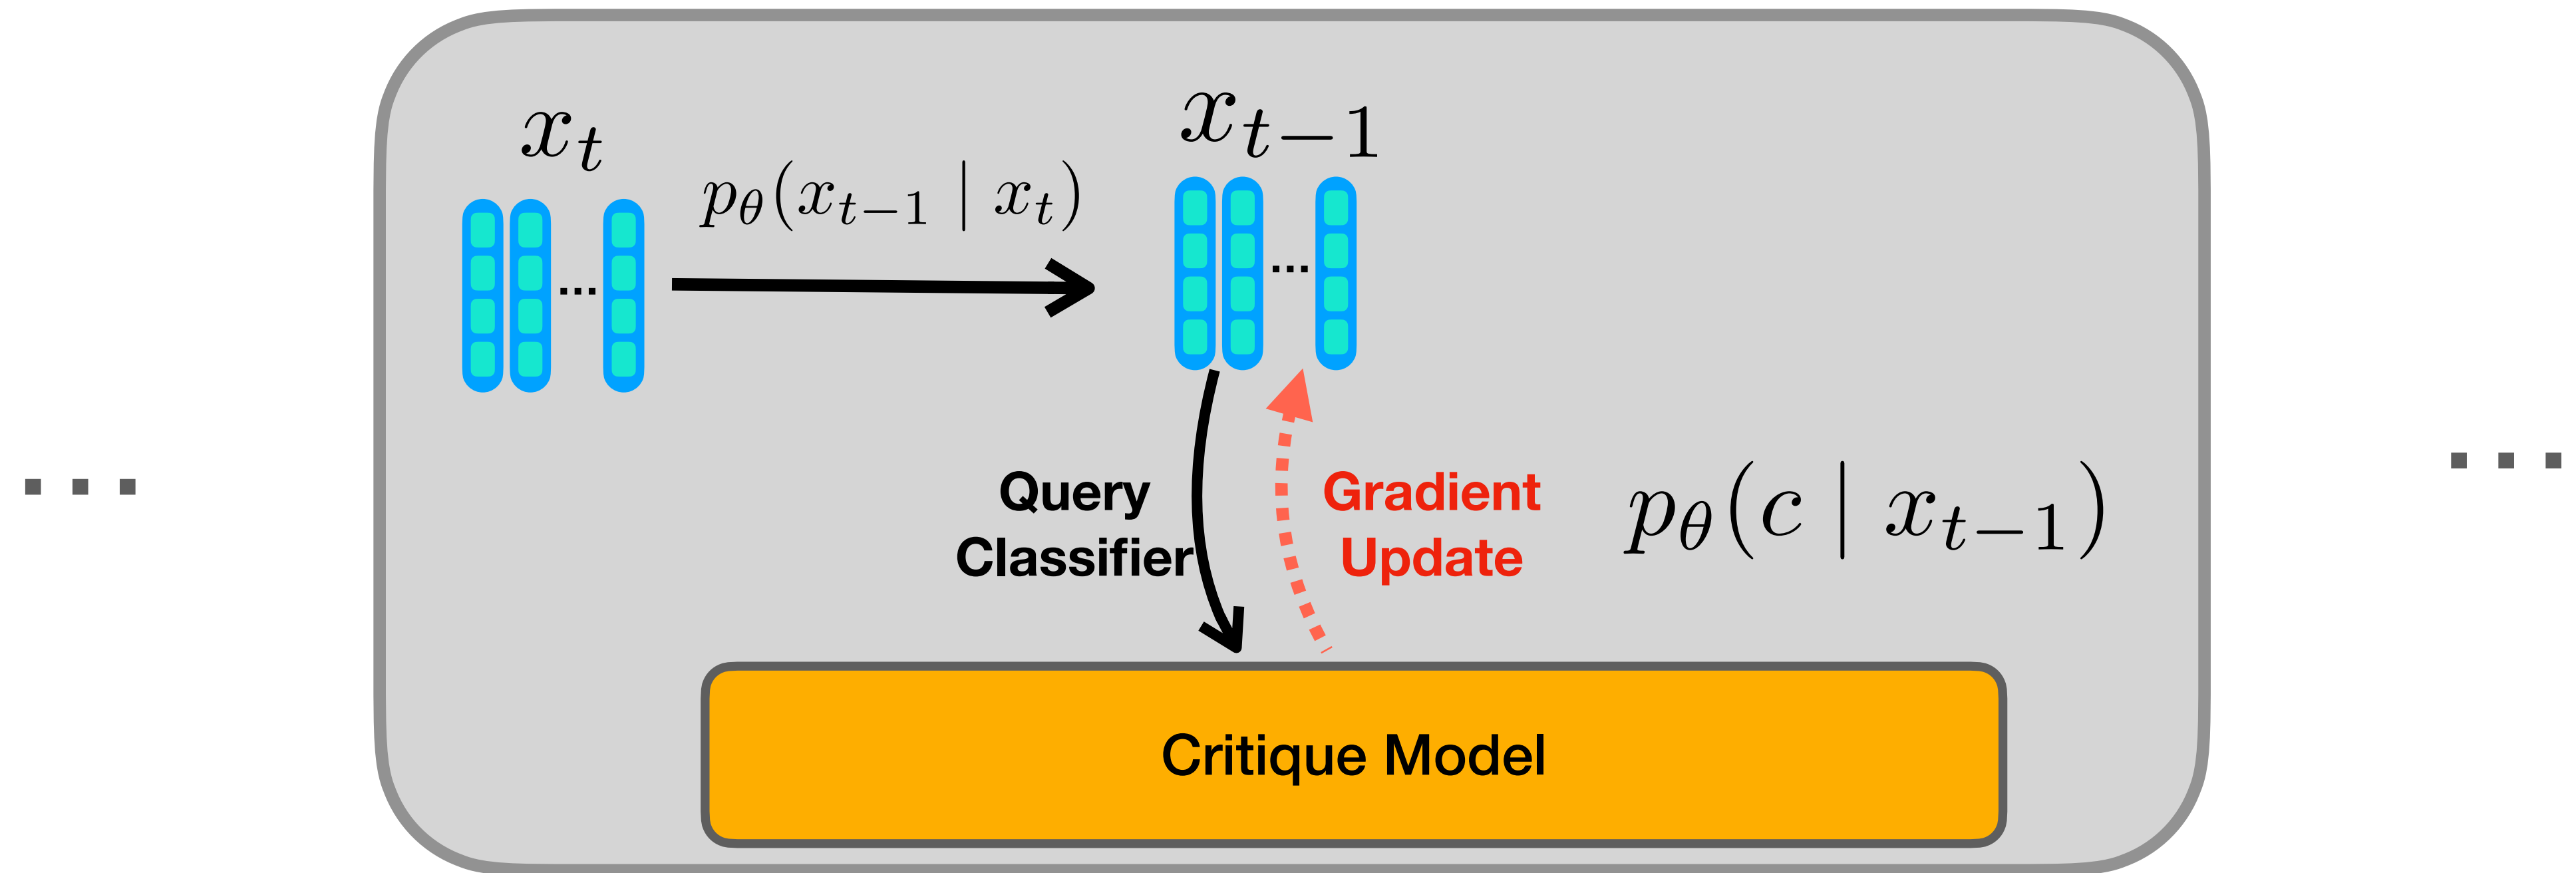 x_t
x_{t-1}
p_θ(x_{t-1} | x_t)
...
...
Query
Classifier
Gradient
Update
p_θ(c | x_{t-1})
...
...
Critique Model